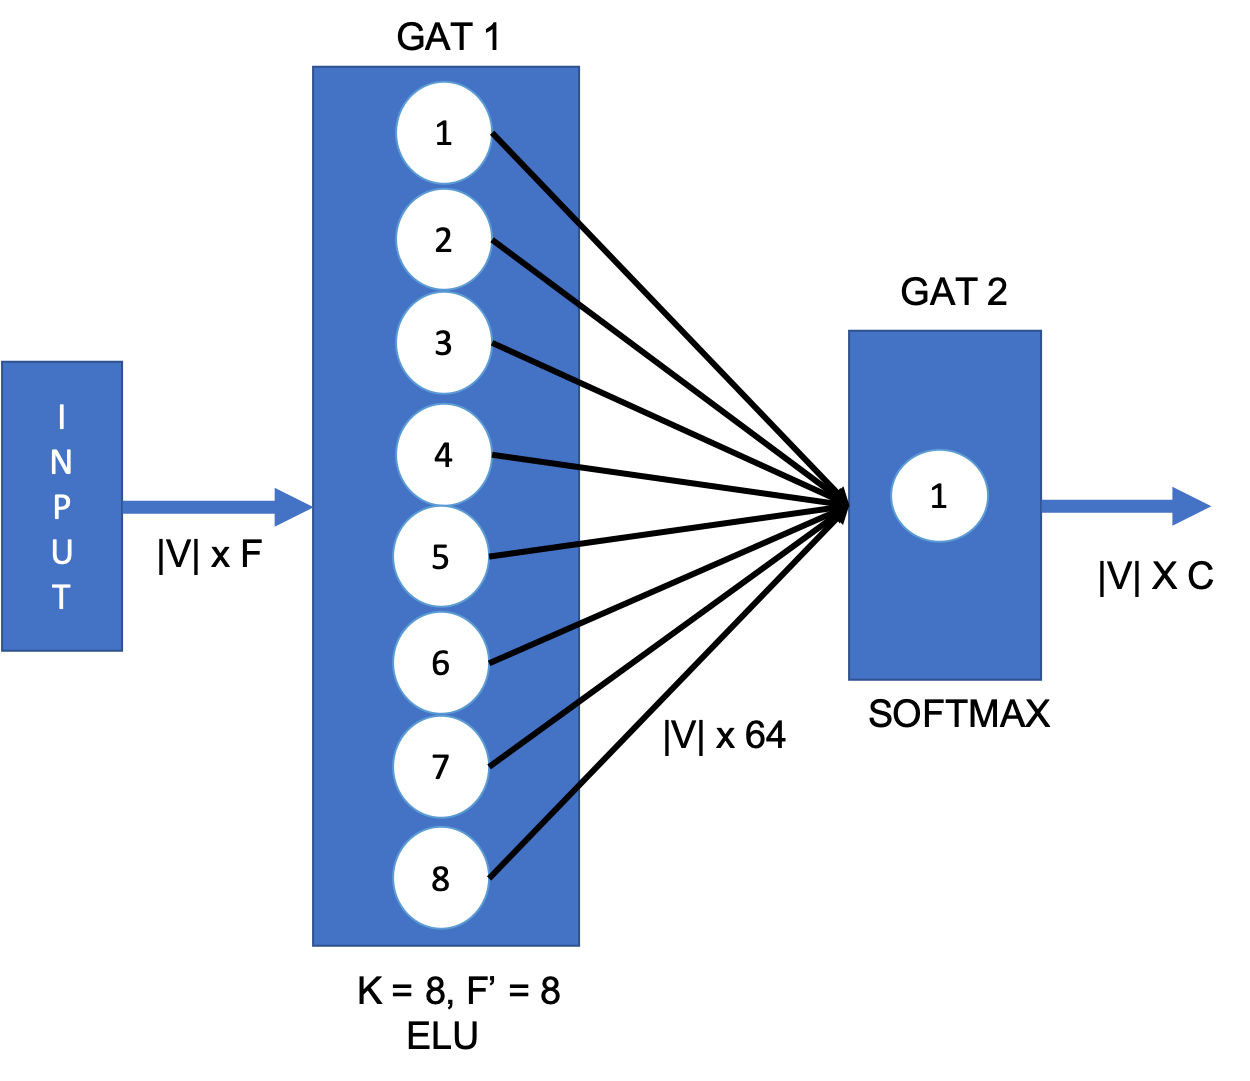 GAT 1
1
2
3
4
5
6
7
8
K = 8, F’ = 8
ELU
I
N
P
U
T
|V| x F
|V| x 64
GAT 2
1
SOFTMAX
|V| X C